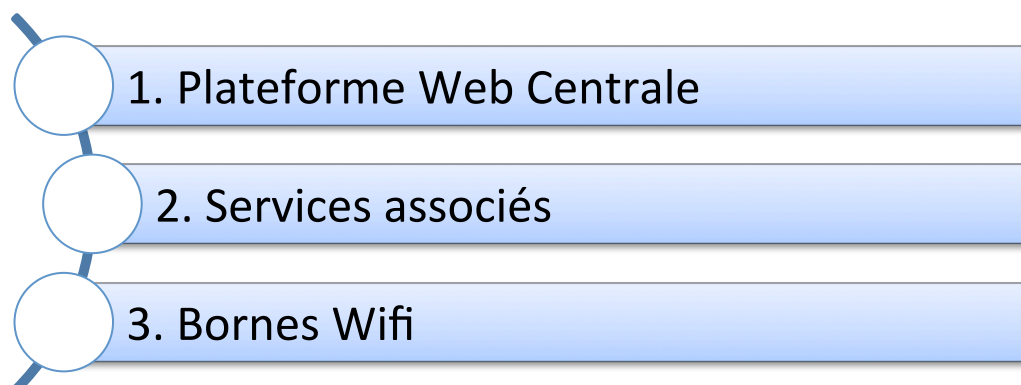 1. Plateforme Web Centrale
2. Services associés
3. Bornes Wifi